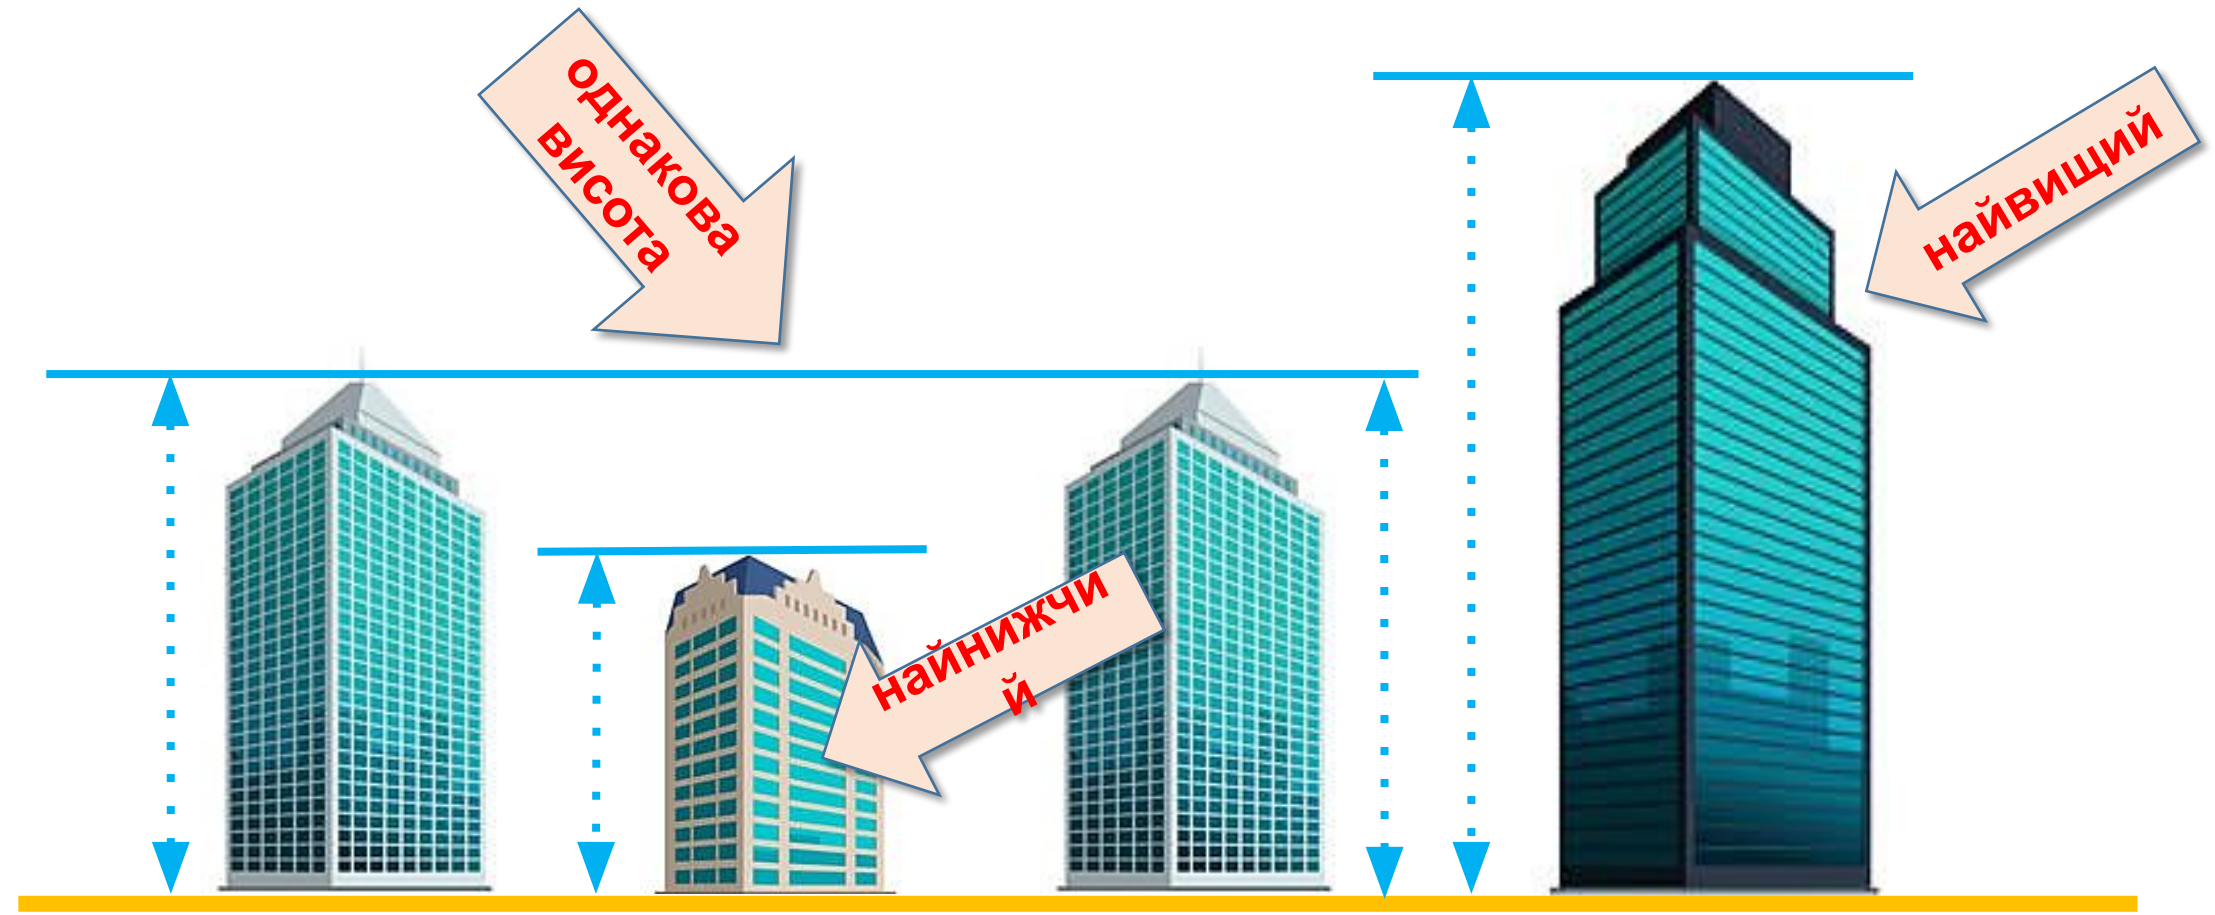 однакова
висота
найвищий
найнижчи
й